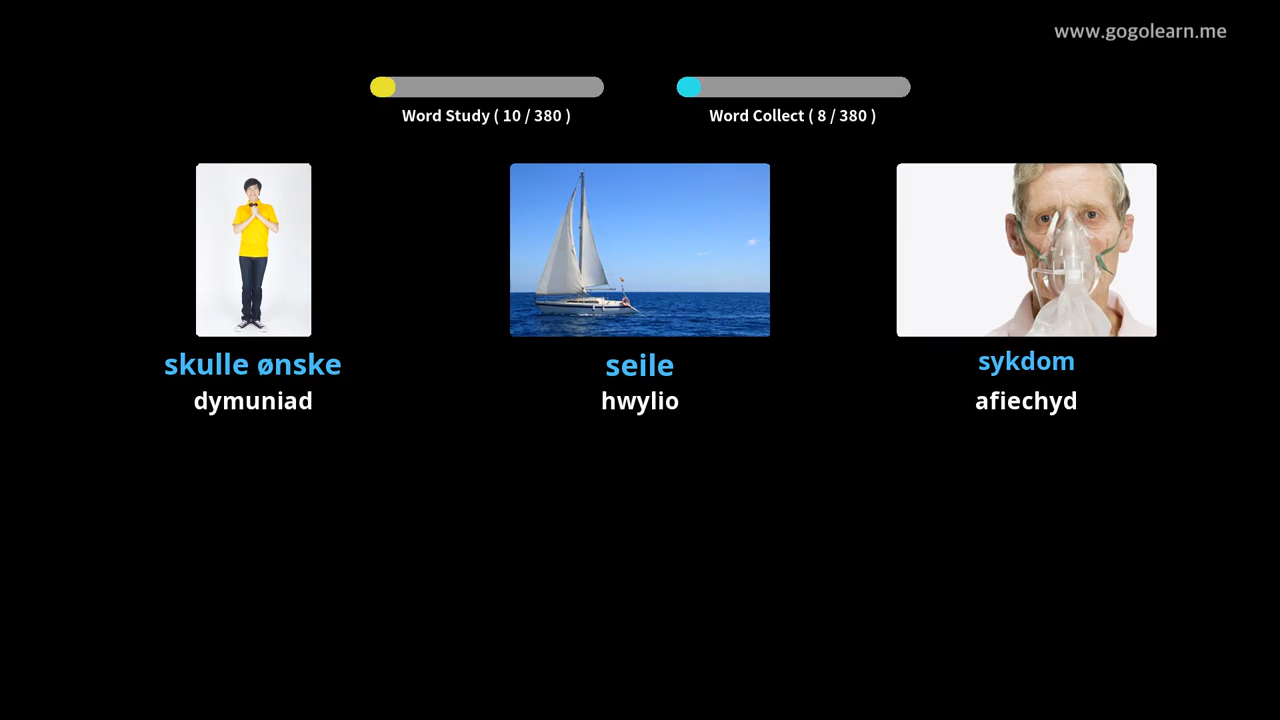 www.gogolearn.me
Word Study ( 10 / 380 )
Word Collect ( 8 / 380 )
skulle ønske
dymuniad
seile
hwylio
sykdom
afiechyd